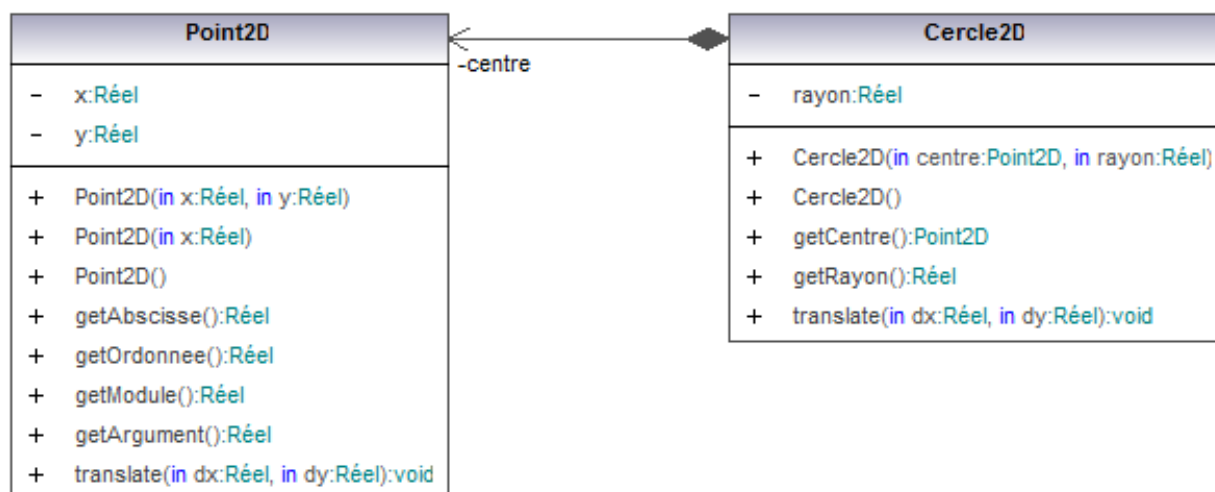 Point2D
- x:Réel
- y:Réel
+ Point2D(in x:Réel, in y:Réel)
+ Point2D(in x:Réel)
+ Point2D()
+ getAbscisse():Réel
+ getOrdonnee():Réel
+ getModule():Réel
+ getArgument():Réel
+ translate(in dx:Réel, in dy:Réel):void
-centre
Cercle2D
- rayon:Réel
+ Cercle2D(in centre:Point2D, in rayon:Réel)
+ Cercle2D()
+ getCentre():Point2D
+ getRayon():Réel
+ translate(in dx:Réel, in dy:Réel):void